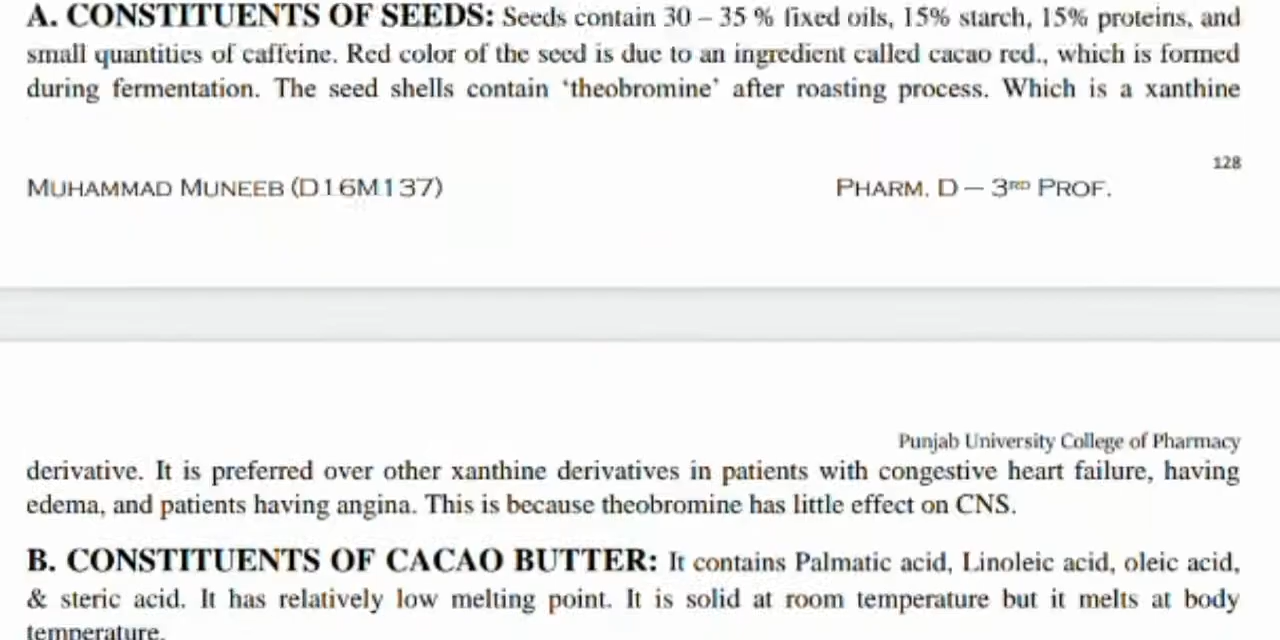 A. CONSTITUENTS OF SEEDS: Seeds contain 30 – 35 % fixed oils, 15% starch, 15% proteins, and
small quantities of caffeine. Red color of the seed is due to an ingredient called cacao red., which is formed
during fermentation. The seed shells contain ‘theobromine’ after roasting process. Which is a xanthine
128
MUHAMMAD MUNEEB (D16M137) PHARM. D – 3RD PROF.
Punjab University College of Pharmacy
derivative. It is preferred over other xanthine derivatives in patients with congestive heart failure, having
edema, and patients having angina. This is because theobromine has little effect on CNS.
B. CONSTITUENTS OF CACAO BUTTER: It contains Palmatic acid, Linoleic acid, oleic acid,
& steric acid. It has relatively low melting point. It is solid at room temperature but it melts at body
temperature.